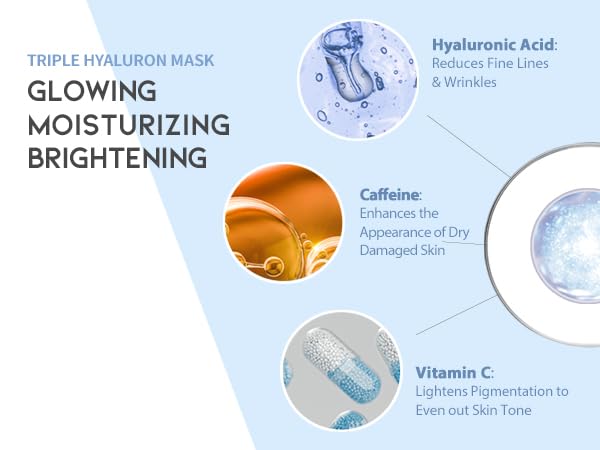 TRIPLE HYALURON MASK
GLOWING
MOISTURIZING
BRIGHTENING
Hyaluronic Acid:
Reduces Fine Lines
& Wrinkles
Caffeine:
Enhances the
Appearance of Dry
Damaged Skin
Vitamin C:
Lightens Pigmentation to
Even out Skin Tone